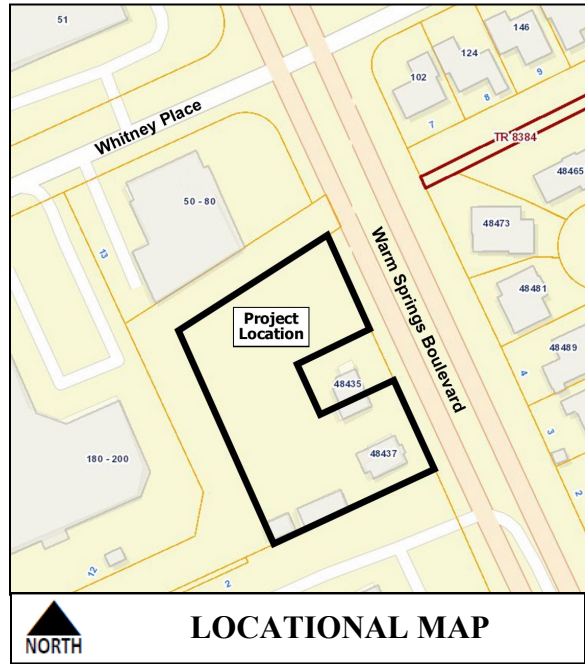 51
146
124
102
9
8
7
Whitney Place
TR 8384
48465
50 - 80
48473
13
Warm Springs Boulevard
Project
Location
48481
48489
48435
4
3
48437
180 - 200
2
12
2
NORTH
LOCATIONAL MAP